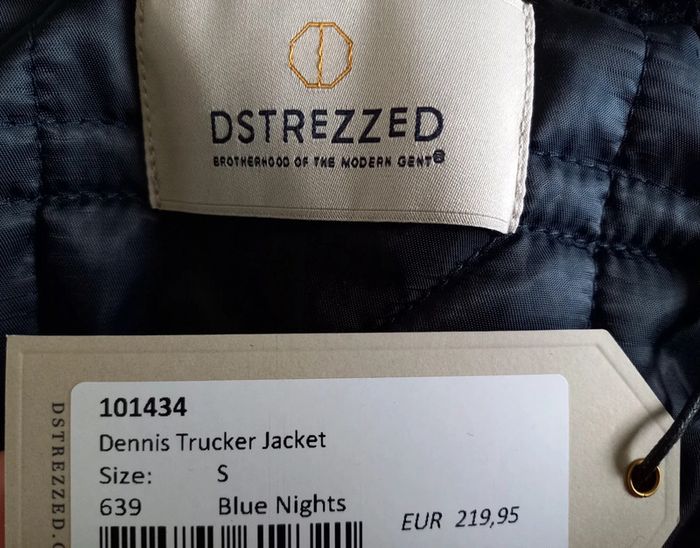 DSTREZZED
BROTHERHOOD OF THE MODERN GENT®
101434
Dennis Trucker Jacket
Size: S
639 Blue Nights
EUR 219,95
DSTREZZED.